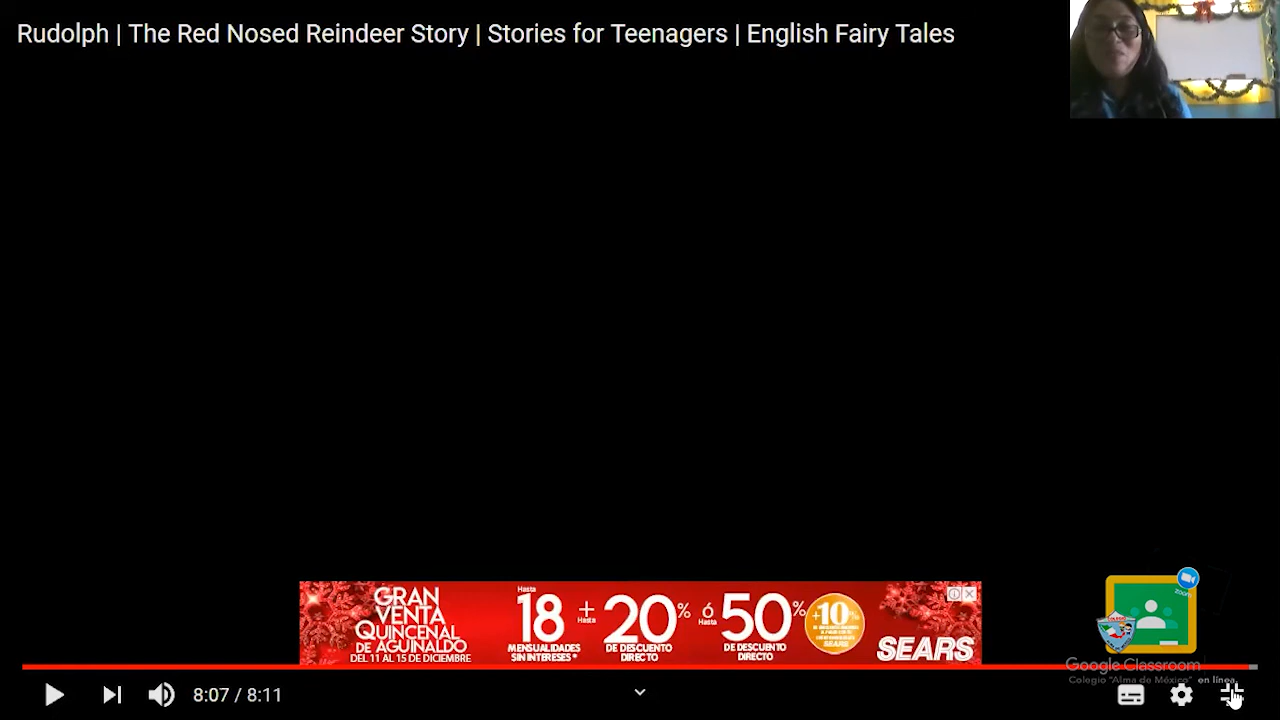 Rudolph | The Red Nosed Reindeer Story | Stories for Teenagers | English Fairy Tales
GRAN
VENTA
QUINCENAL
DE AGUINALDO
DEL 11 AL 15 DE DICIEMBRE
Hasta
18
MENSUALIDADES
SIN INTERESES*
+
Hasta
20%
DE DESCUENTO
DIRECTO
ó
Hasta
50%
DE DESCUENTO
DIRECTO
+10%
SEARS
zoom
Google Classroom
Colegio "Alma de México" en línea.
8:07 / 8:11